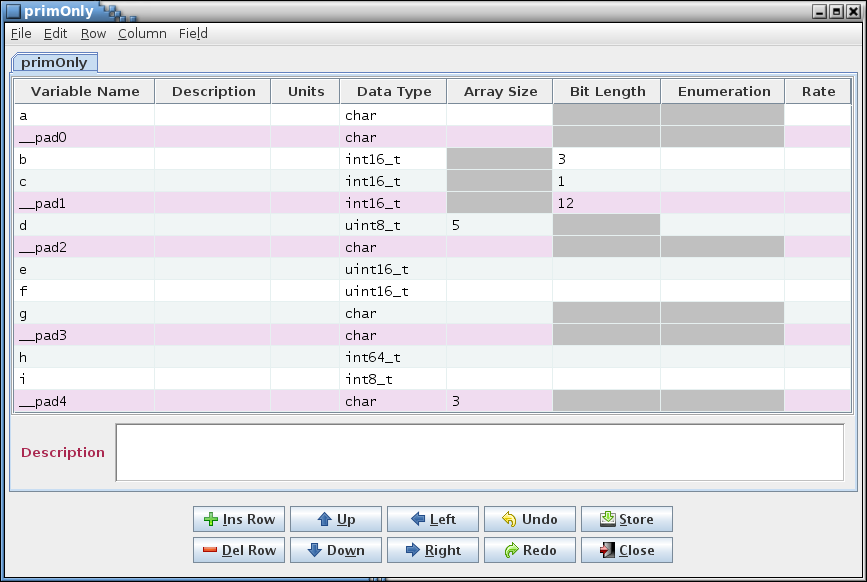 primOnly
File Edit Row Column Field
primOnly
Variable Name Description Units Data Type Array Size Bit Length Enumeration Rate
a char
__pad0 char
b int16_t 3
c int16_t 1
__pad1 int16_t 12
d uint8_t 5
__pad2 char
e uint16_t
f uint16_t
g char
__pad3 char
h int64_t
i int8_t
__pad4 char 3
Description
Ins Row Up Left Undo Store
Del Row Down Right Redo Close